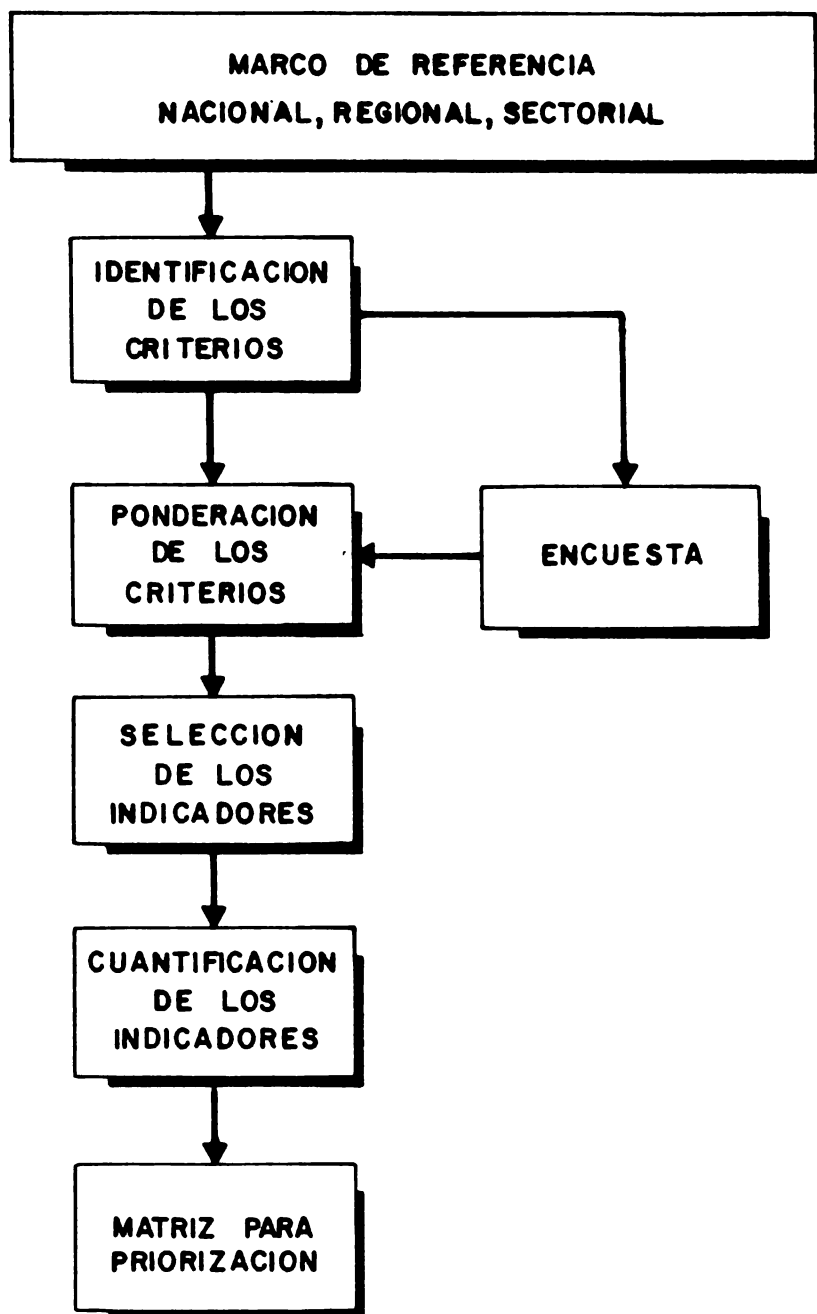 MARCO DE REFERENCIA
NACIONAL, REGIONAL, SECTORIAL
IDENTIFICACION
DE LOS
CRITERIOS
PONDERACION
DE LOS
CRITERIOS
ENCUESTA
SELECCION
DE LOS
INDICADORES
CUANTIFICACION
DE LOS
INDICADORES
MATRIZ PARA
PRIORIZACION